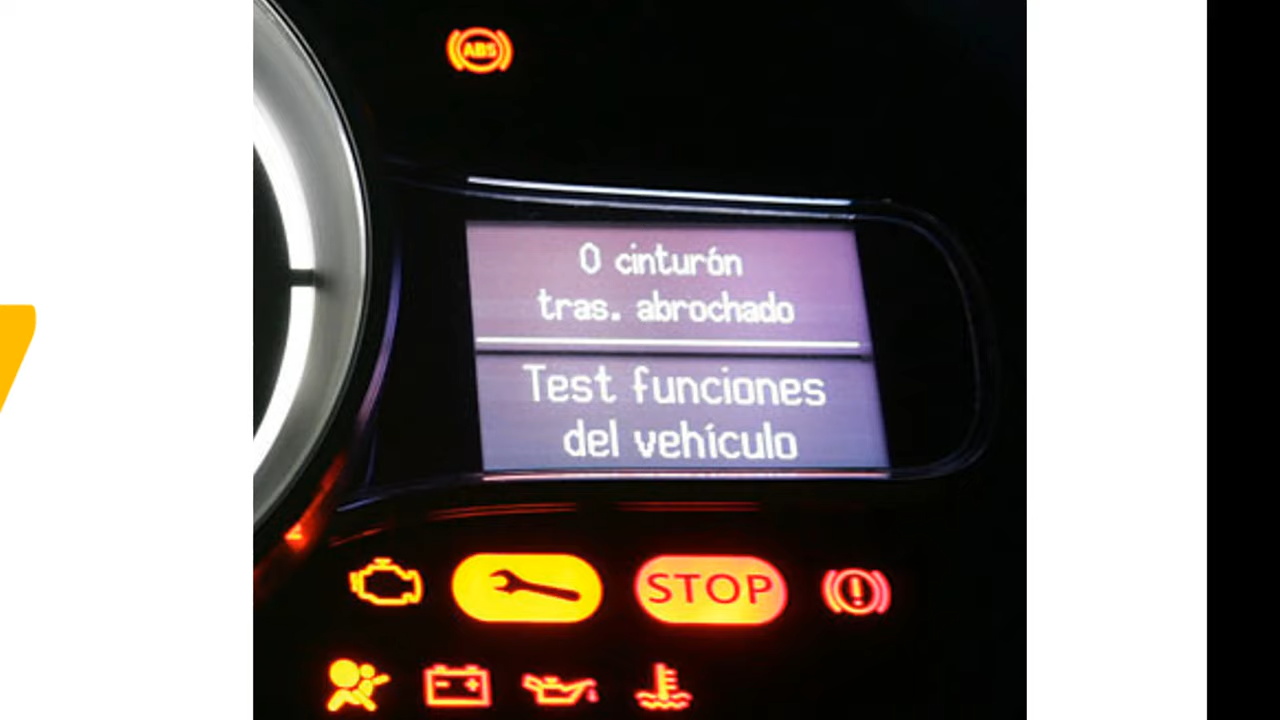 ABS
0 cinturón
tras. abrochado
Test funciones
del vehículo
STOP